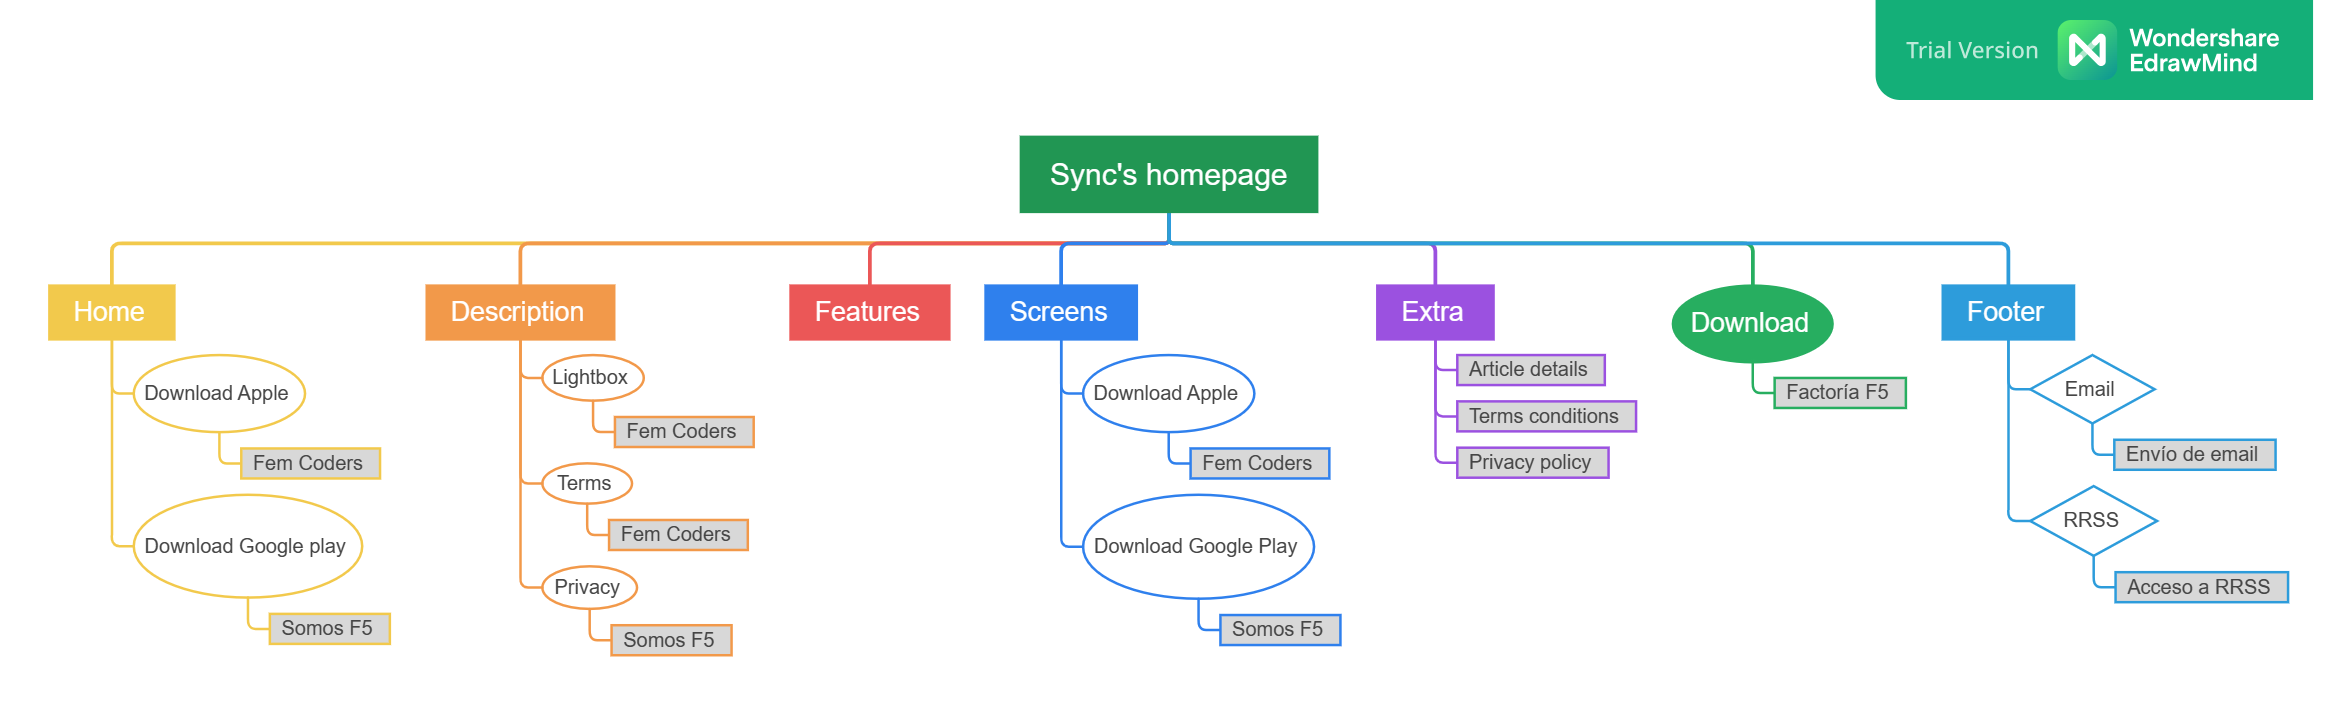 Trial Version
Wondershare
EdrawMind
Sync's homepage
Home
Description
Features
Screens
Extra
Download
Footer
Download Apple
Fem Coders
Download Google play
Somos F5
Lightbox
Fem Coders
Terms
Fem Coders
Privacy
Somos F5
Download Apple
Fem Coders
Download Google Play
Somos F5
Article details
Terms conditions
Privacy policy
Factoría F5
Email
Envío de email
RRSS
Acceso a RRSS